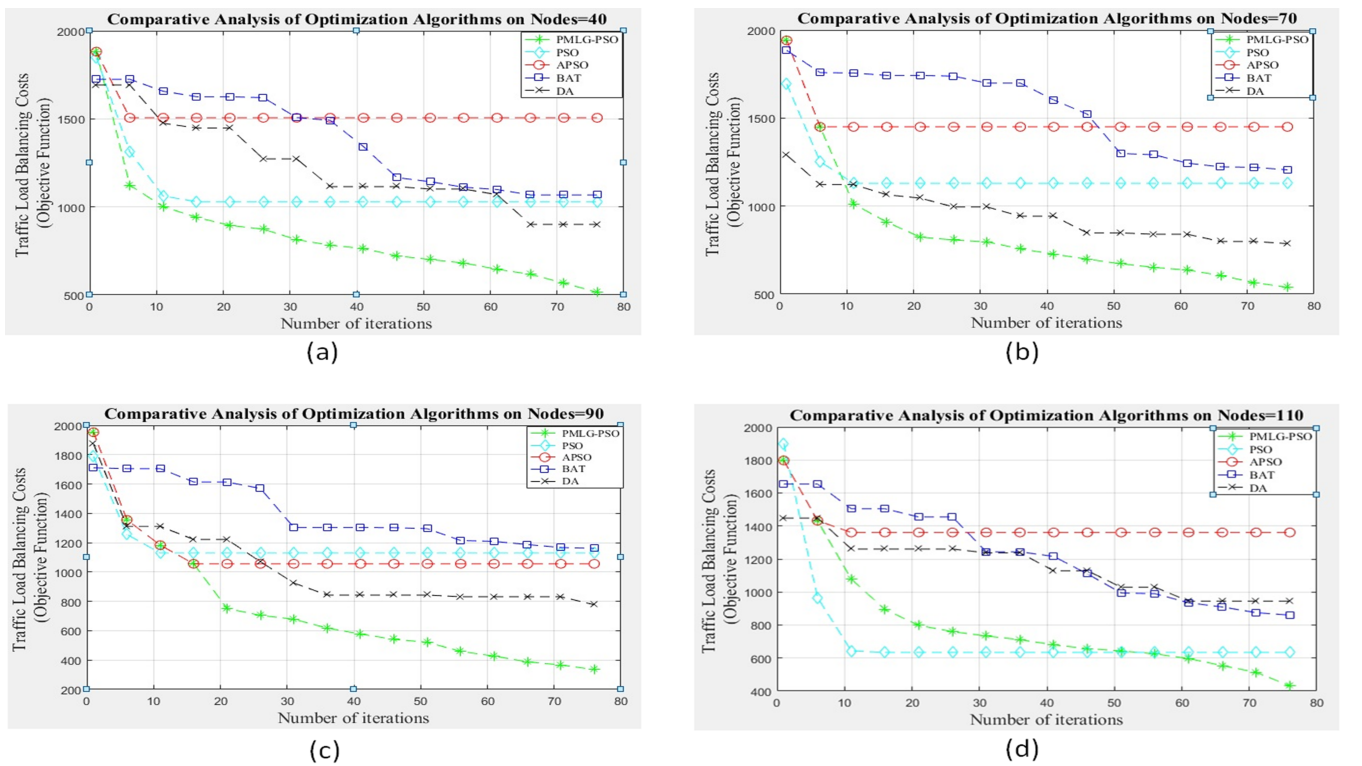 Comparative Analysis of Optimization Algorithms on Nodes=40
2000
1500
1000
500
Traffic Load Balancing Costs
(Objective Function)
PMLG-PSO
PSO
APSO
BAT
DA
0 10 20 30 40 50 60 70 80
Number of iterations
(a)
Comparative Analysis of Optimization Algorithms on Nodes=70
2000
1500
1000
500
Traffic Load Balancing Costs
(Objective Function)
PMLG-PSO
PSO
APSO
BAT
DA
0 10 20 30 40 50 60 70 80
Number of iterations
(b)
Comparative Analysis of Optimization Algorithms on Nodes=90
2000
1800
1600
1400
1200
1000
800
600
400
200
Traffic Load Balancing Costs
(Objective Function)
PMLG-PSO
PSO
APSO
BAT
DA
0 10 20 30 40 50 60 70 80
Number of iterations
(c)
Comparative Analysis of Optimization Algorithms on Nodes=110
2000
1800
1600
1400
1200
1000
800
600
400
Traffic Load Balancing Costs
(Objective Function)
PMLG-PSO
PSO
APSO
BAT
DA
0 10 20 30 40 50 60 70 80
Number of iterations
(d)